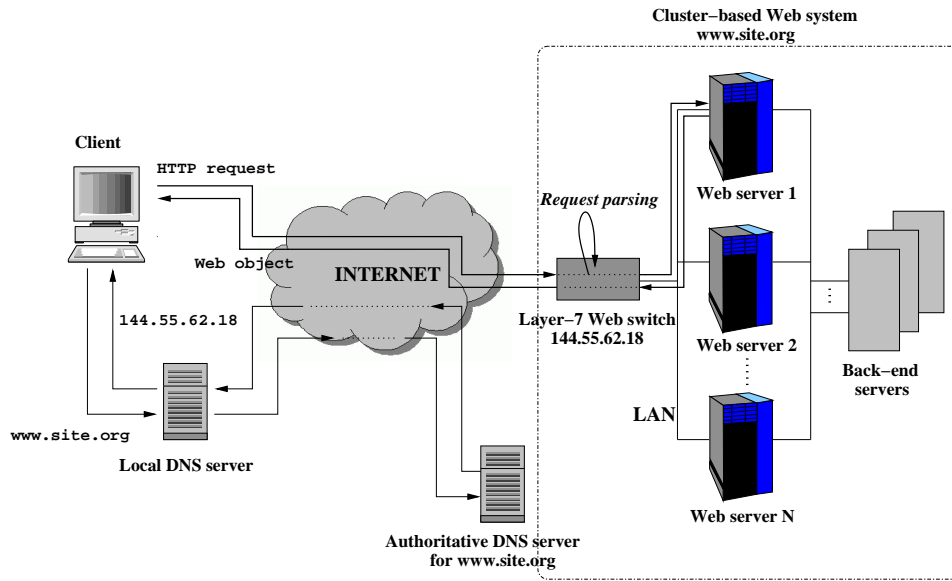 Cluster−based Web system
www.site.org
Client
HTTP request
Web server 1
Request parsing
Web object
INTERNET
Layer−7 Web switch
144.55.62.18
144.55.62.18
Web server 2
Back−end
servers
LAN
www.site.org
Local DNS server
Web server N
Authoritative DNS server
for www.site.org